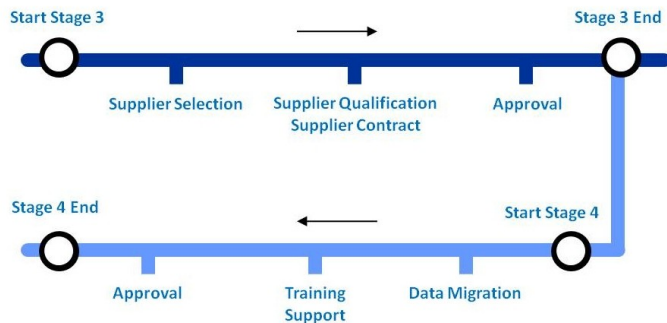 Start Stage 3
Stage 3 End
Supplier Selection
Supplier Qualification
Supplier Contract
Approval
Stage 4 End
Start Stage 4
Approval
Training
Support
Data Migration